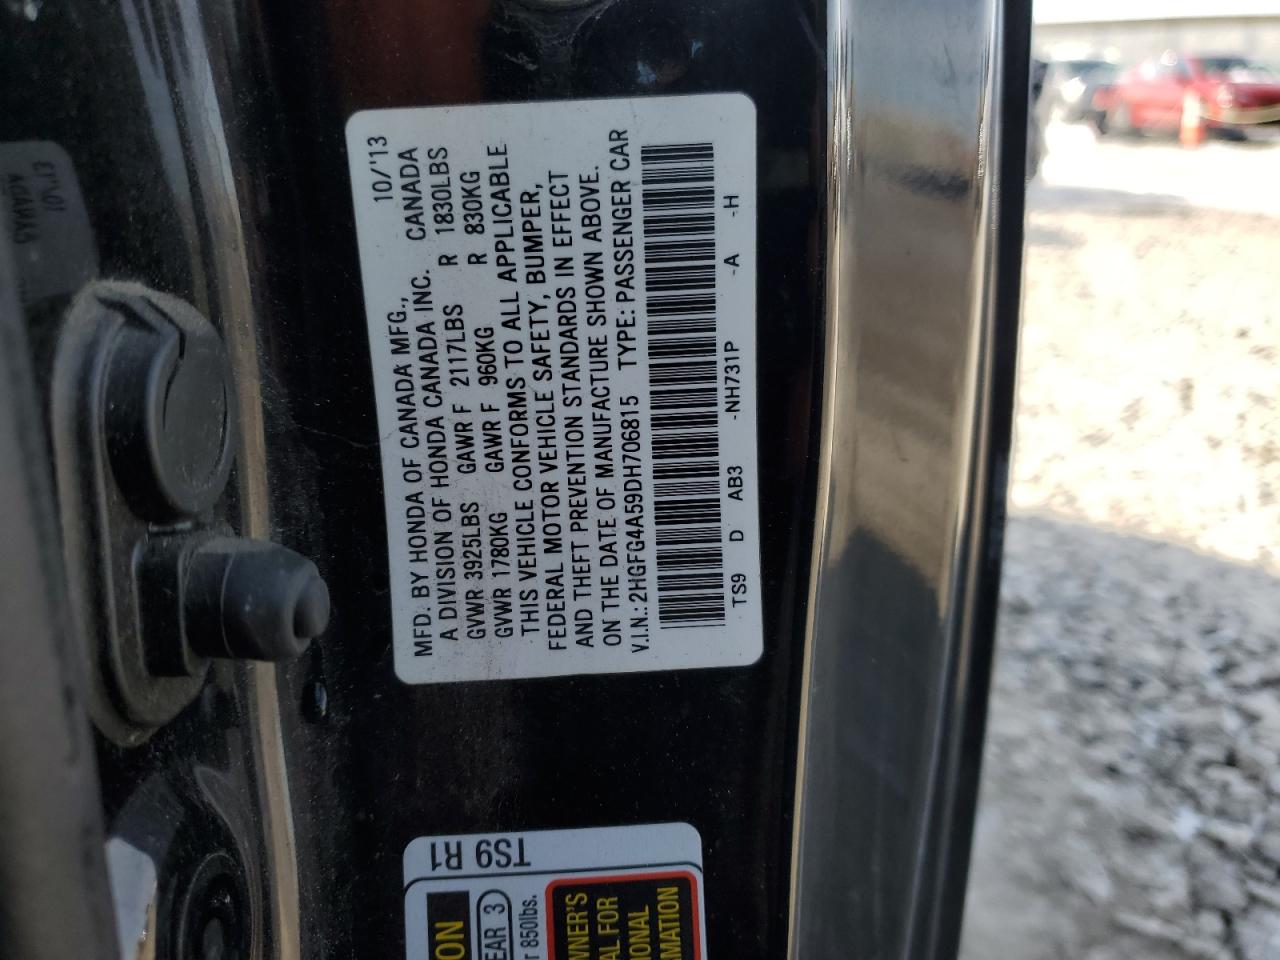 MFD. BY HONDA OF CANADA MFG., 10/'13
A DIVISION OF HONDA CANADA INC. CANADA
GVWR 3925LBS GAWR F 2117LBS R 1830LBS
GVWR 1780KG GAWR F 960KG R 830KG
THIS VEHICLE CONFORMS TO ALL APPLICABLE
FEDERAL MOTOR VEHICLE SAFETY, BUMPER,
AND THEFT PREVENTION STANDARDS IN EFFECT
ON THE DATE OF MANUFACTURE SHOWN ABOVE.
V.I.N.: 2HGFG4A59DH706815 TYPE: PASSENGER CAR
TS9 D AB3 -NH731P -A -H
TS9 R1
EAR 3
850lbs.